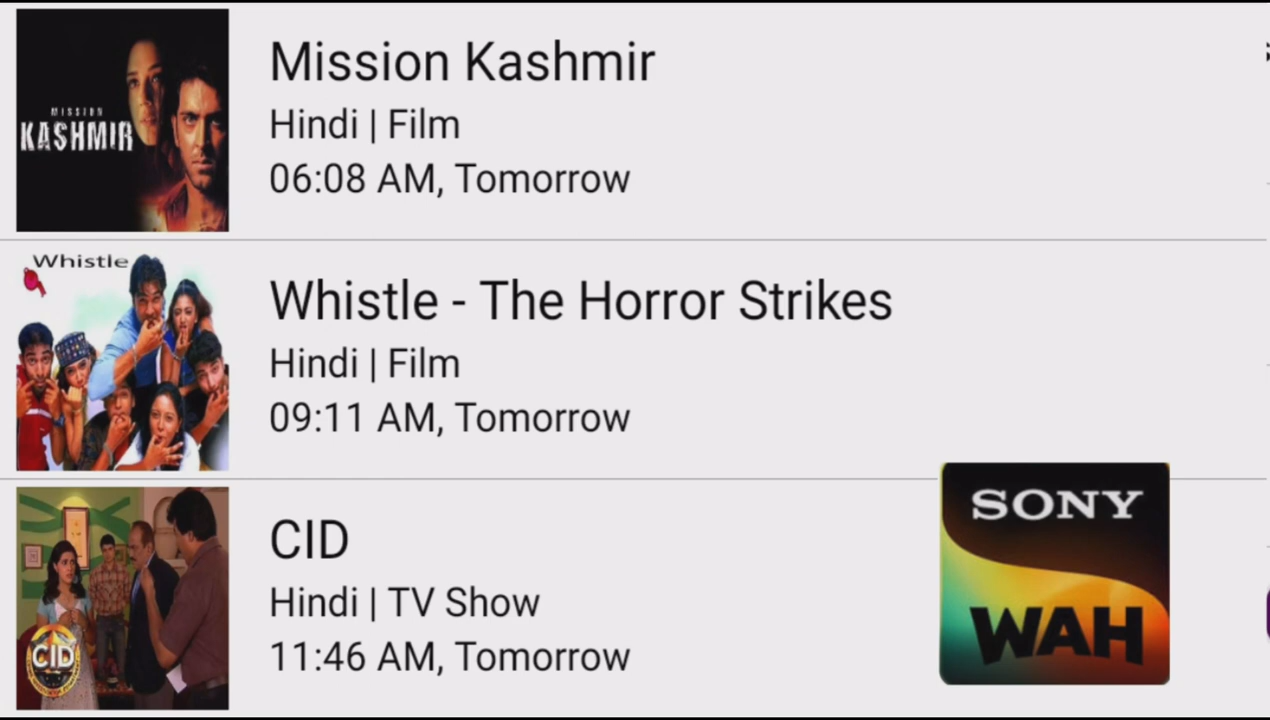 MISSION
KASHMIR
Mission Kashmir
Hindi | Film
06:08 AM, Tomorrow
Whistle
Whistle - The Horror Strikes
Hindi | Film
09:11 AM, Tomorrow
CID
CID
Hindi | TV Show
11:46 AM, Tomorrow
SONY
WAH